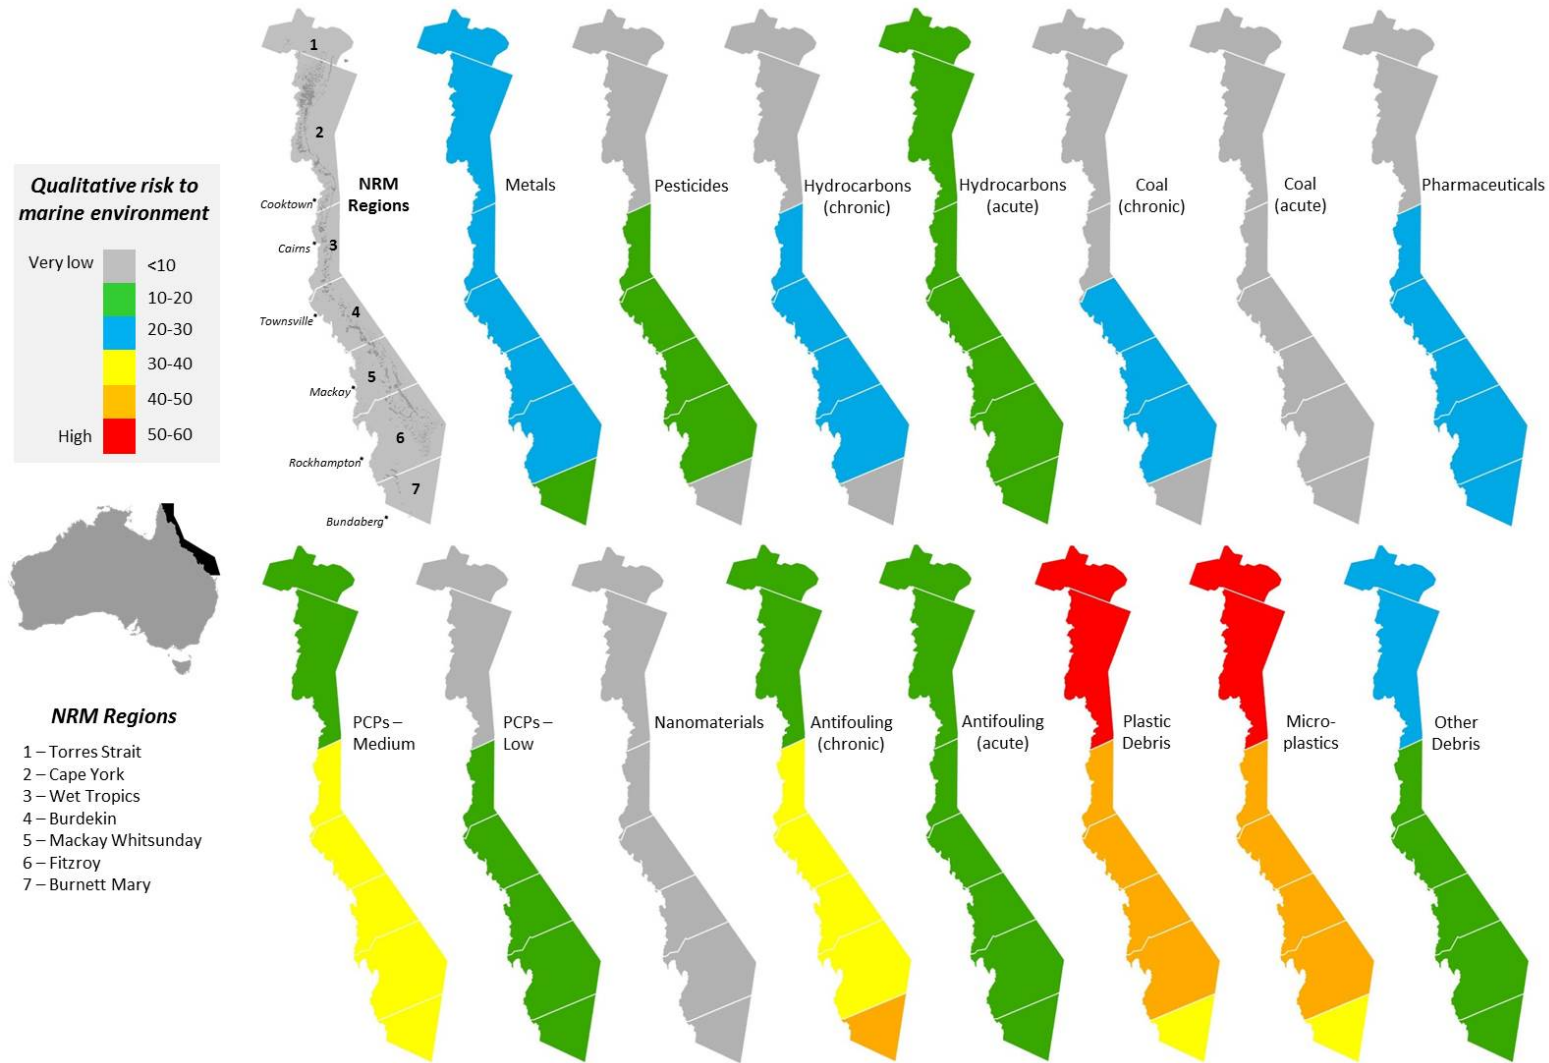 Qualitative risk to
marine environment
Very low
<10
10-20
20-30
30-40
40-50
High
50-60
NRM Regions
1 – Torres Strait
2 – Cape York
3 – Wet Tropics
4 – Burdekin
5 – Mackay Whitsunday
6 – Fitzroy
7 – Burnett Mary
1
2
3
4
5
6
7
Cooktown
Cairns
Townsville
Mackay
Rockhampton
Bundaberg
NRM
Regions
Metals
Pesticides
Hydrocarbons
(chronic)
Hydrocarbons
(acute)
Coal
(chronic)
Coal
(acute)
Pharmaceuticals
PCPs –
Medium
PCPs –
Low
Nanomaterials
Antifouling
(chronic)
Antifouling
(acute)
Plastic
Debris
Micro-
plastics
Other
Debris